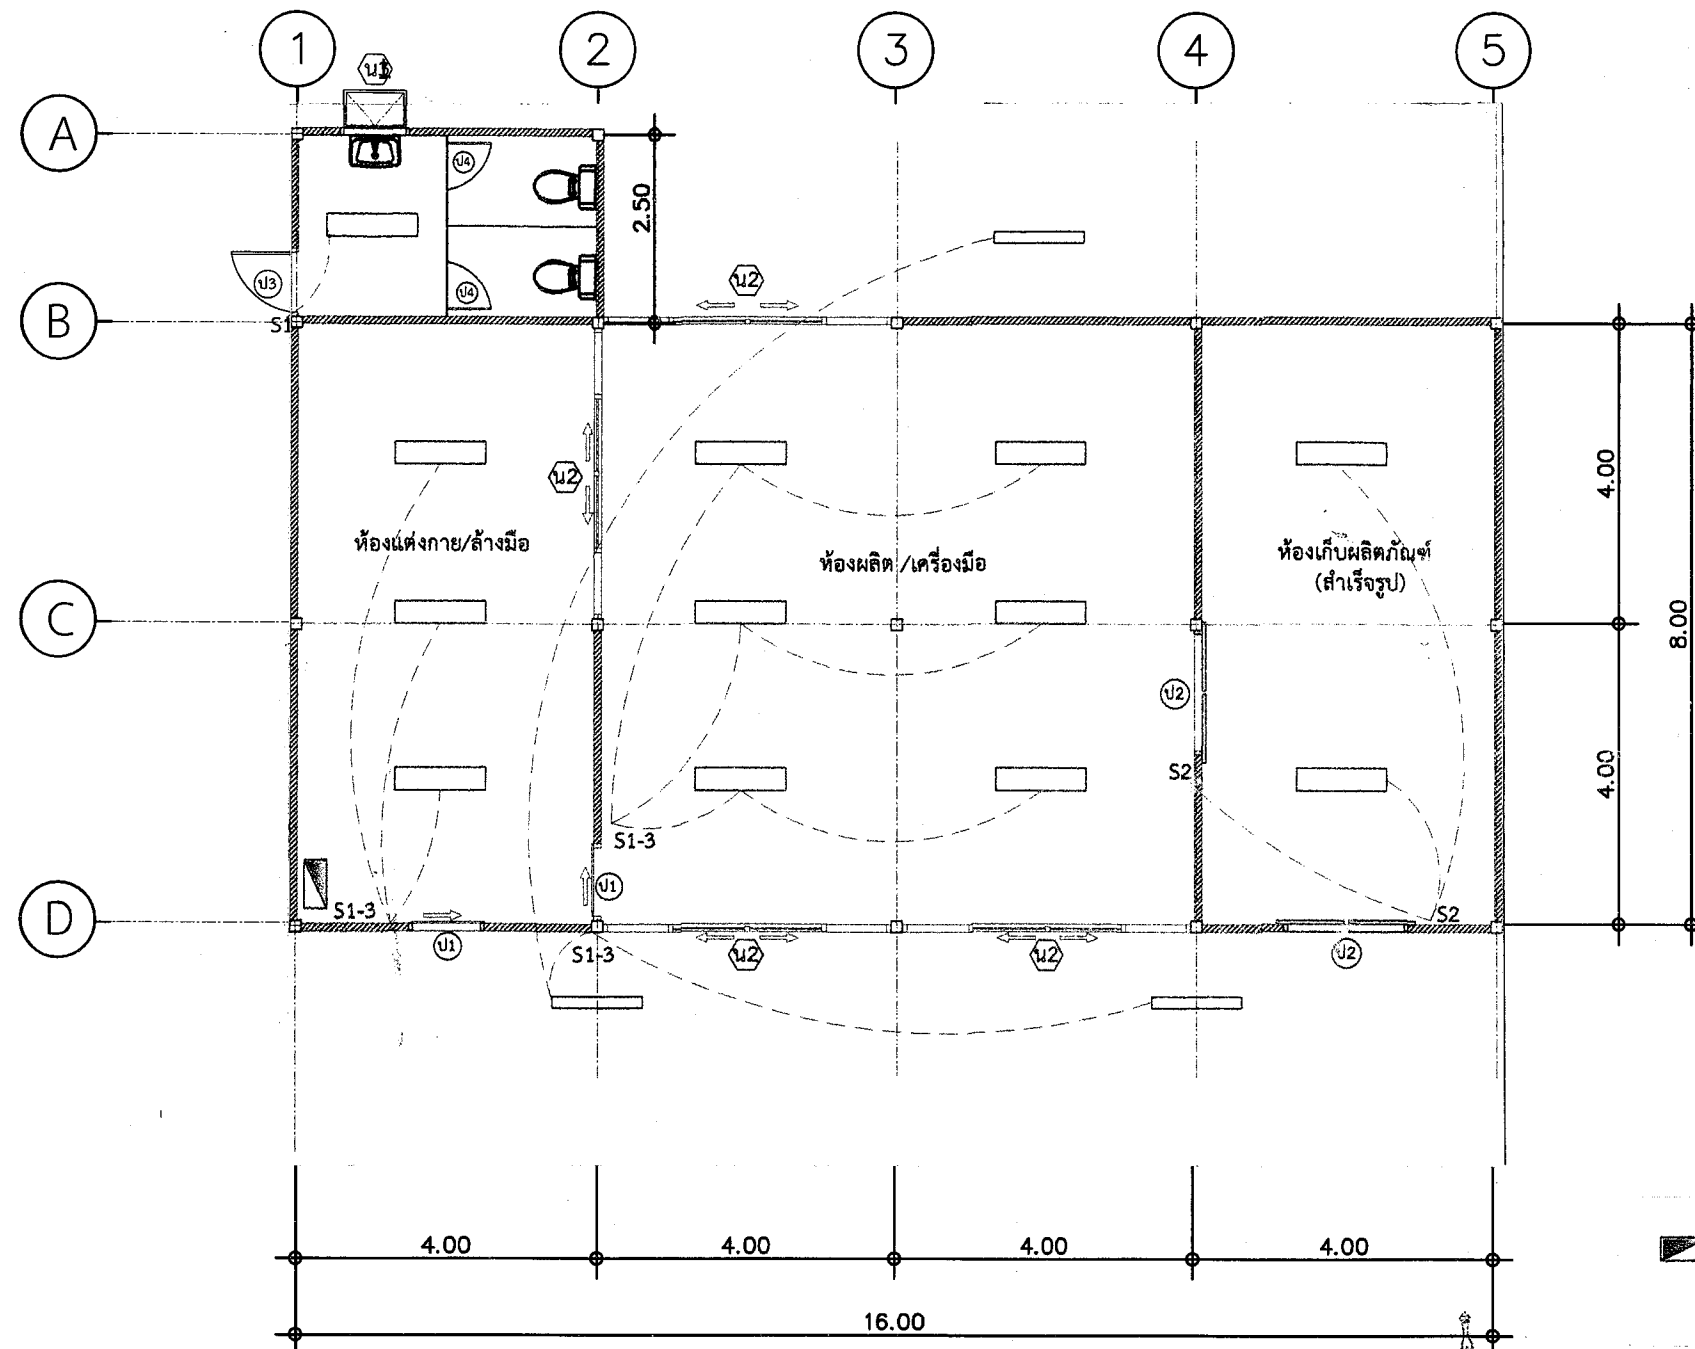 1 2 3 4 5
น1
A
ป4
2.50
ป3
ป4
น2
B
S1
4.00
น2
ห้องแต่งกาย/ล้างมือ
ห้องผลิต /เครื่องมือ
ห้องเก็บผลิตภัณฑ์
(สำเร็จรูป)
C
8.00
ป2
S2
4.00
S1-3
ป1
D
S1-3
S2
ป1
S1-3
น2
น2
ป2
4.00 4.00 4.00 4.00
16.00